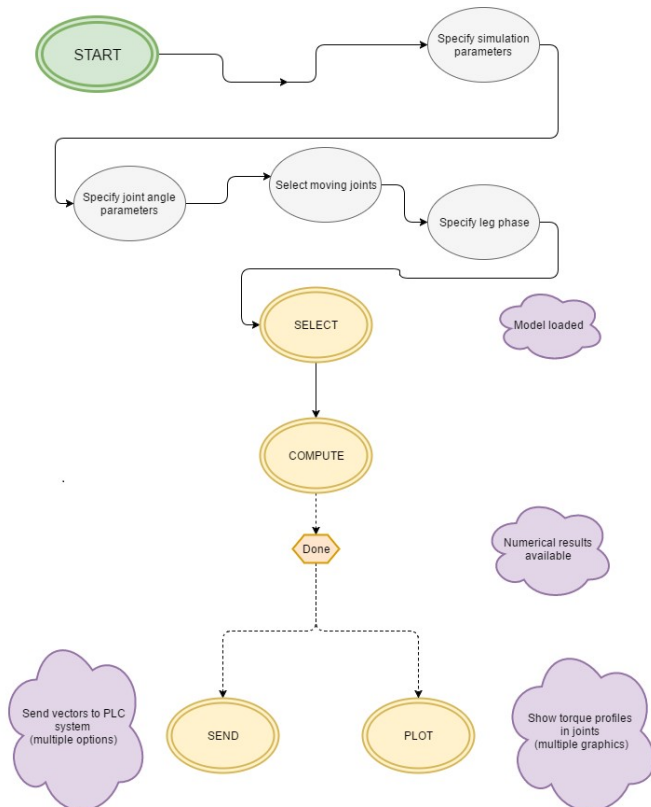 START
Specify simulation
parameters
Specify joint angle
parameters
Select moving joints
Specify leg phase
SELECT
Model loaded
COMPUTE
Done
Numerical results
available
Send vectors to PLC
system
(multiple options)
SEND
PLOT
Show torque profiles
in joints
(multiple graphics)